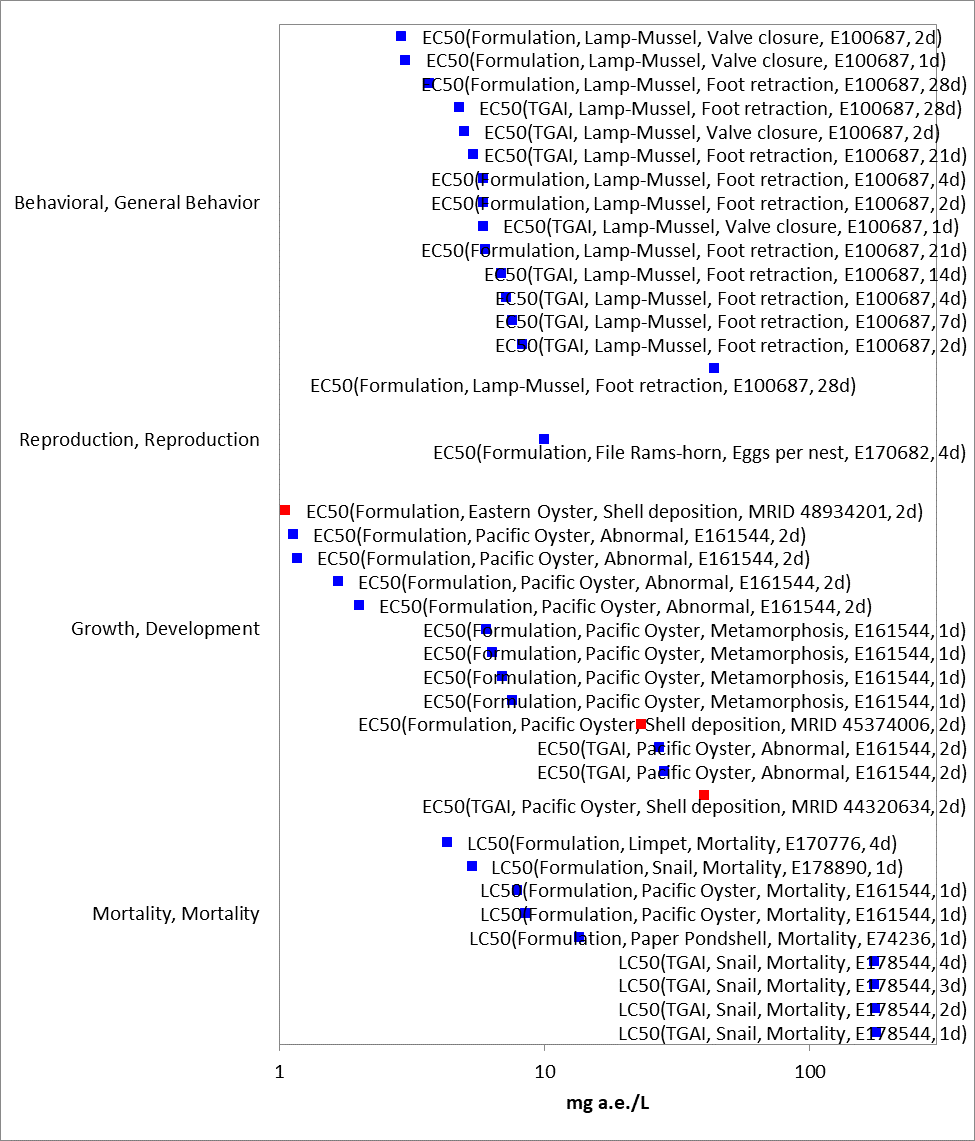 EC50(Formulation, Lamp-Mussel, Valve closure, E100687, 2d)
EC50(Formulation, Lamp-Mussel, Valve closure, E100687, 1d)
EC50(Formulation, Lamp-Mussel, Foot retraction, E100687, 28d)
EC50(TGAI, Lamp-Mussel, Foot retraction, E100687, 28d)
EC50(TGAI, Lamp-Mussel, Valve closure, E100687, 2d)
EC50(TGAI, Lamp-Mussel, Foot retraction, E100687, 21d)
EC50(Formulation, Lamp-Mussel, Foot retraction, E100687, 4d)
Behavioral, General Behavior
EC50(Formulation, Lamp-Mussel, Foot retraction, E100687, 2d)
EC50(TGAI, Lamp-Mussel, Valve closure, E100687, 1d)
EC50(Formulation, Lamp-Mussel, Foot retraction, E100687, 21d)
EC50(TGAI, Lamp-Mussel, Foot retraction, E100687, 14d)
EC50(TGAI, Lamp-Mussel, Foot retraction, E100687, 4d)
EC50(TGAI, Lamp-Mussel, Foot retraction, E100687, 7d)
EC50(TGAI, Lamp-Mussel, Foot retraction, E100687, 2d)
EC50(Formulation, Lamp-Mussel, Foot retraction, E100687, 28d)
Reproduction, Reproduction
EC50(Formulation, File Rams-horn, Eggs per nest, E170682, 4d)
EC50(Formulation, Eastern Oyster, Shell deposition, MRID 48934201, 2d)
EC50(Formulation, Pacific Oyster, Abnormal, E161544, 2d)
EC50(Formulation, Pacific Oyster, Abnormal, E161544, 2d)
EC50(Formulation, Pacific Oyster, Abnormal, E161544, 2d)
EC50(Formulation, Pacific Oyster, Abnormal, E161544, 2d)
Growth, Development
EC50(Formulation, Pacific Oyster, Metamorphosis, E161544, 1d)
EC50(Formulation, Pacific Oyster, Metamorphosis, E161544, 1d)
EC50(Formulation, Pacific Oyster, Metamorphosis, E161544, 1d)
EC50(Formulation, Pacific Oyster, Metamorphosis, E161544, 1d)
EC50(Formulation, Pacific Oyster, Shell deposition, MRID 45374006, 2d)
EC50(TGAI, Pacific Oyster, Abnormal, E161544, 2d)
EC50(TGAI, Pacific Oyster, Abnormal, E161544, 2d)
EC50(TGAI, Pacific Oyster, Shell deposition, MRID 44320634, 2d)
LC50(Formulation, Limpet, Mortality, E170776, 4d)
LC50(Formulation, Snail, Mortality, E178890, 1d)
LC50(Formulation, Pacific Oyster, Mortality, E161544, 1d)
Mortality, Mortality
LC50(Formulation, Pacific Oyster, Mortality, E161544, 1d)
LC50(Formulation, Paper Pondshell, Mortality, E74236, 1d)
LC50(TGAI, Snail, Mortality, E178544, 4d)
LC50(TGAI, Snail, Mortality, E178544, 3d)
LC50(TGAI, Snail, Mortality, E178544, 2d)
LC50(TGAI, Snail, Mortality, E178544, 1d)
1 10 100
mg a.e./L